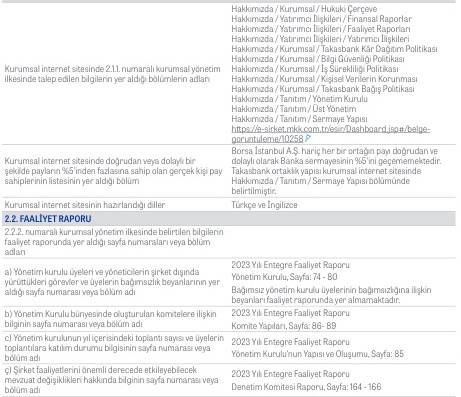 Hakkımızda / Kurumsal / Hukuki Çerçeve
Hakkımızda / Yatırımcı İlişkileri / Finansal Raporlar
Hakkımızda / Yatırımcı İlişkileri / Faaliyet Raporları
Hakkımızda / Yatırımcı İlişkileri / Yatırımcı İlişkileri
Hakkımızda / Kurumsal / Takasbank Kâr Dağıtım Politikası
Hakkımızda / Kurumsal / Bilgi Güvenliği Politikası
Kurumsal internet sitesinde 2.1.1. numaralı kurumsal yönetim
ilkesinde talep edilen bilgilerin yer aldığı bölümlerin adları
Hakkımızda / Kurumsal / İş Sürekliliği Politikası
Hakkımızda / Kurumsal / Kişisel Verilerin Korunması
Hakkımızda / Kurumsal / Takasbank Bağış Politikası
Hakkımızda / Tanıtım / Yönetim Kurulu
Hakkımızda / Tanıtım / Üst Yönetim
Hakkımızda / Tanıtım / Sermaye Yapısı
https://e-sirket.mkk.com.tr/esir/Dashboard.jsp#/belge-
goruntuleme/10258
Kurumsal internet sitesinde doğrudan veya dolaylı bir
şekilde payların %5'inden fazlasına sahip olan gerçek kişi pay
sahiplerinin listesinin yer aldığı bölüm
Borsa İstanbul A.Ş. hariç her bir ortağın payı doğrudan ve
dolaylı olarak Banka sermayesinin %5'ini geçememektedir.
Takasbank ortaklık yapısı kurumsal internet sitesinde
Hakkımızda / Tanıtım / Sermaye Yapısı bölümünde
belirtilmiştir.
Kurumsal internet sitesinin hazırlandığı diller
Türkçe ve İngilizce
2.2. FAALİYET RAPORU
2.2.2. numaralı kurumsal yönetim ilkesinde belirtilen bilgilerin
faaliyet raporunda yer aldığı sayfa numaraları veya bölüm
adları
a) Yönetim kurulu üyeleri ve yöneticilerin şirket dışında
yürüttükleri görevler ve üyelerin bağımsızlık beyanlarının yer
aldığı sayfa numarası veya bölüm adı
2023 Yılı Entegre Faaliyet Raporu
Yönetim Kurulu, Sayfa: 74 - 80
Bağımsız yönetim kurulu üyelerinin bağımsızlığına ilişkin
beyanları faaliyet raporunda yer almamaktadır.
b) Yönetim Kurulu bünyesinde oluşturulan komitelere ilişkin
bilginin sayfa numarası veya bölüm adı
2023 Yılı Entegre Faaliyet Raporu
Komite Yapıları, Sayfa: 86- 89
c) Yönetim kurulunun yıl içerisindeki toplantı sayısı ve üyelerin
toplantılara katılım durumu bilgisinin sayfa numarası veya
bölüm adı
2023 Yılı Entegre Faaliyet Raporu
Yönetim Kurulu'nun Yapısı ve Oluşumu, Sayfa: 85
ç) Şirket faaliyetlerini önemli derecede etkileyebilecek
mevzuat değişiklikleri hakkında bilginin sayfa numarası veya
bölüm adı
2023 Yılı Entegre Faaliyet Raporu
Denetim Komitesi Raporu, Sayfa: 164 - 166